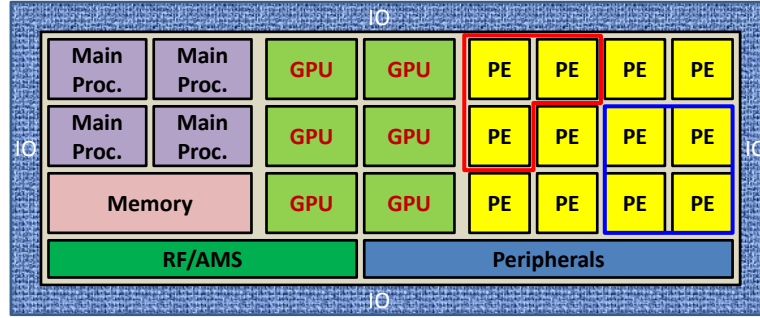 IO
Main Main GPU GPU PE PE PE PE
Proc. Proc.
IO Main Main GPU GPU PE PE PE PE IO
Proc. Proc.
Memory GPU GPU PE PE PE PE
RF/AMS Peripherals
IO